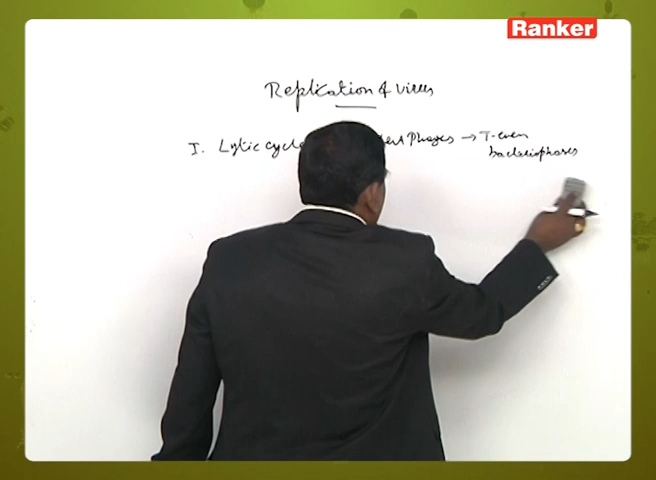 Ranker
Replication of virus
I. Lytic cycle Phages → T-even
bacteriophages